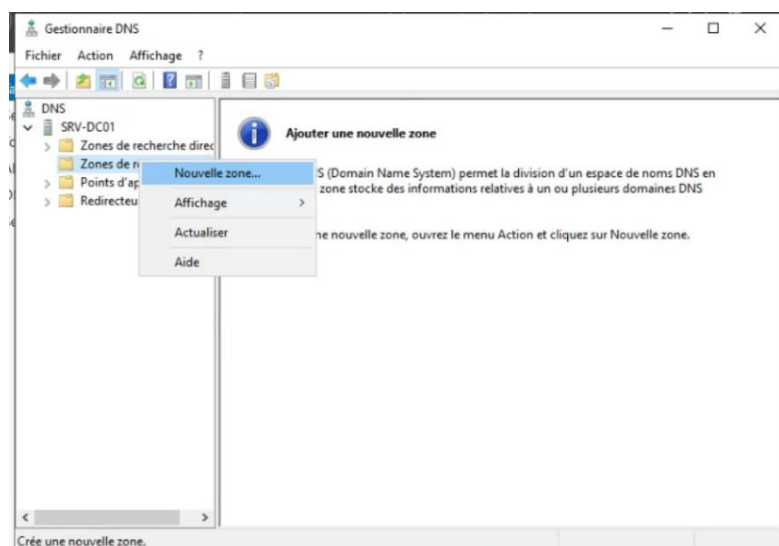 Gestionnaire DNS
Fichier Action Affichage ?
DNS
SRV-DC01
Zones de recherche direc
Zones de r
Points d'ap
Redirecteu
Nouvelle zone...
Affichage
Actualiser
Aide
Ajouter une nouvelle zone
S (Domain Name System) permet la division d'un espace de noms DNS en
zone stocke des informations relatives à un ou plusieurs domaines DNS
ne nouvelle zone, ouvrez le menu Action et cliquez sur Nouvelle zone.
Crée une nouvelle zone.